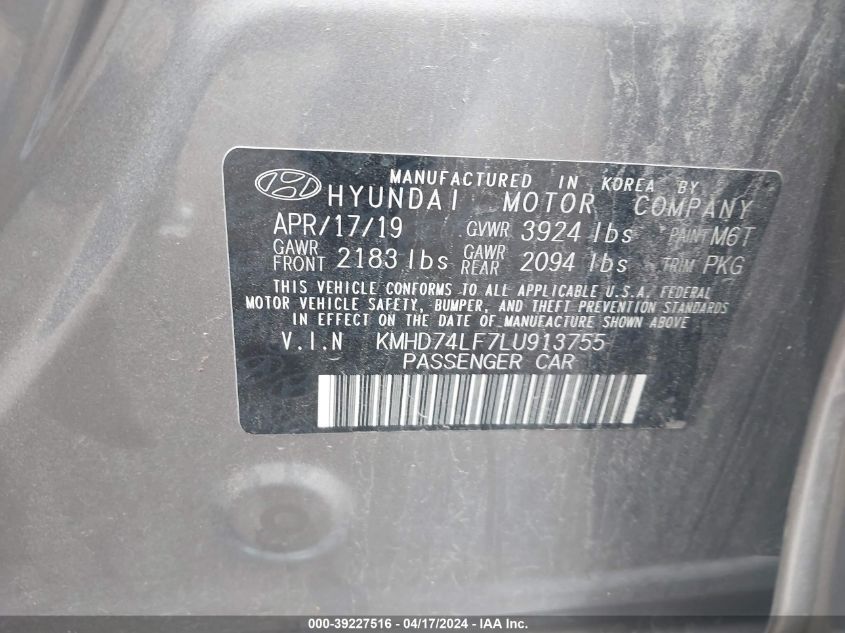 MANUFACTURED IN KOREA BY
HYUNDAI MOTOR COMPANY
APR/17/19 GVWR 3924 lbs PAINT M6T
GAWR FRONT 2183 lbs GAWR REAR 2094 lbs TRIM PKG
THIS VEHICLE CONFORMS TO ALL APPLICABLE U.S.A. FEDERAL
MOTOR VEHICLE SAFETY, BUMPER, AND THEFT PREVENTION STANDARDS
IN EFFECT ON THE DATE OF MANUFACTURE SHOWN ABOVE
V.I.N KMHD74LF7LU913755
PASSENGER CAR
000-39227516 - 04/17/2024 - IAA Inc.